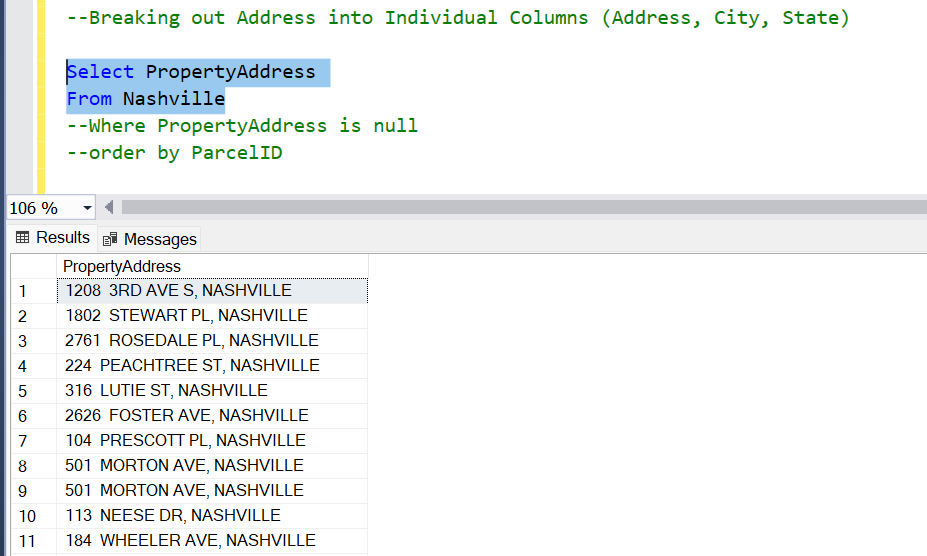 --Breaking out Address into Individual Columns (Address, City, State)
Select PropertyAddress
From Nashville
--Where PropertyAddress is null
--order by ParcelID
106 %
Results Messages
PropertyAddress
1 1208  3RD AVE S, NASHVILLE
2 1802  STEWART PL, NASHVILLE
3 2761  ROSEDALE PL, NASHVILLE
4 224  PEACHTREE ST, NASHVILLE
5 316  LUTIE ST, NASHVILLE
6 2626  FOSTER AVE, NASHVILLE
7 104  PRESCOTT PL, NASHVILLE
8 501  MORTON AVE, NASHVILLE
9 501  MORTON AVE, NASHVILLE
10 113  NEESE DR, NASHVILLE
11 184  WHEELER AVE, NASHVILLE